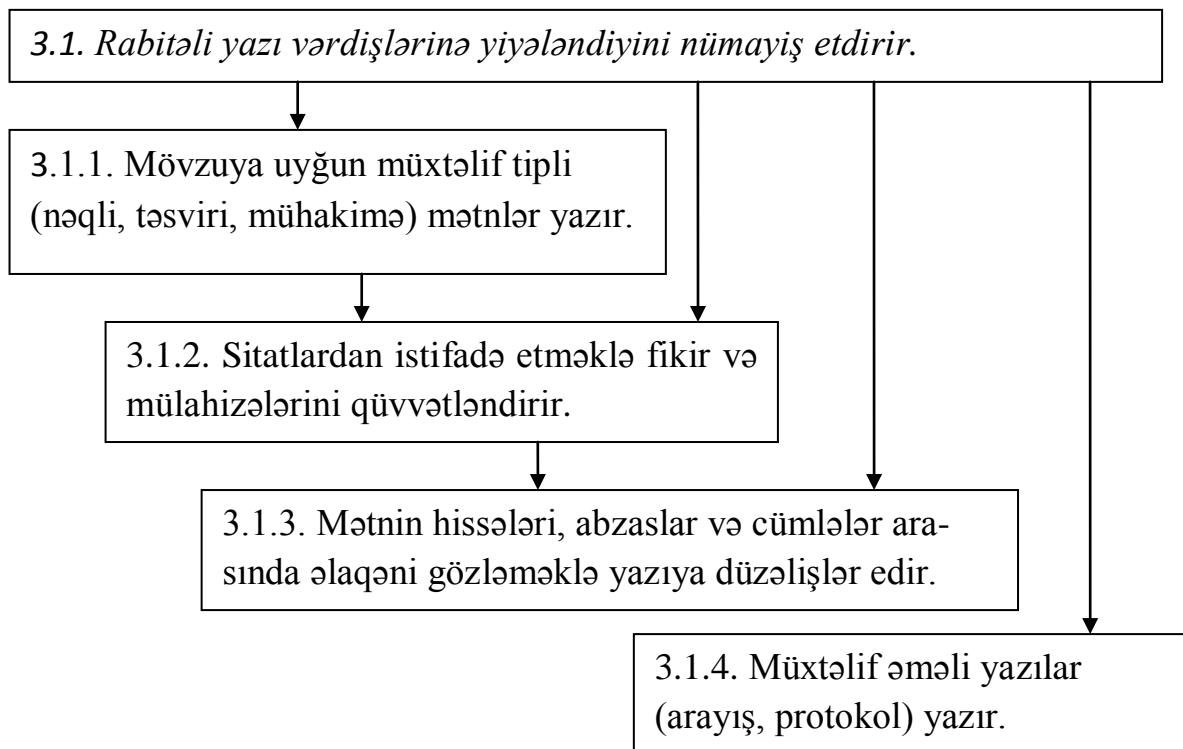 3.1. Rabitəli yazı vərdişlərinə yiyələndiyini nümayiş etdirir.
3.1.1. Mövzuya uyğun müxtəlif tipli
(nəqli, təsviri, mühakimə) mətnlər yazır.
3.1.2. Sitatlardan istifadə etməklə fikir və
mülahizələrini qüvvətləndirir.
3.1.3. Mətnin hissələri, abzaslar və cümlələr ara-
sında əlaqəni gözləməklə yazıya düzəlişlər edir.
3.1.4. Müxtəlif əməli yazılar
(arayış, protokol) yazır.